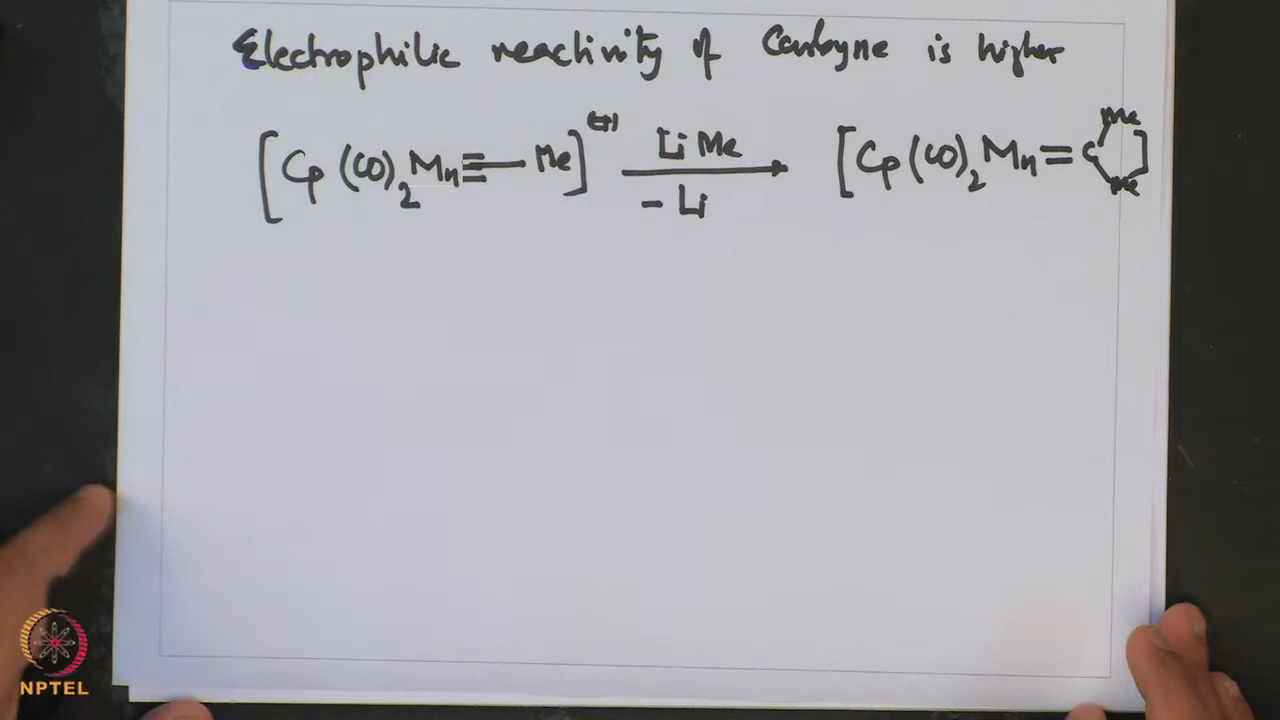 Electrophilic reactivity of Carbyne is higher
[Cp(CO)₂Mn≡—Me]⁽⁺⁾ LiMe → - Li [Cp(CO)₂Mn=C Me Me]
NPTEL